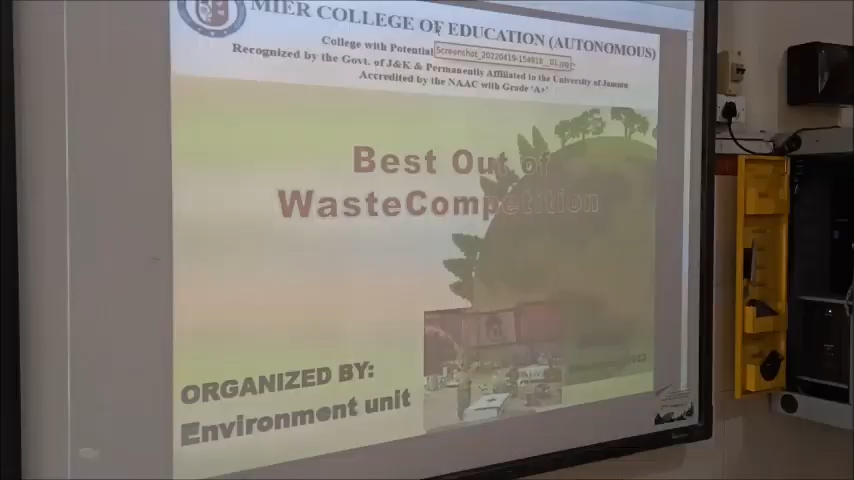 MIER COLLEGE OF EDUCATION (AUTONOMOUS)
College with Potential
Screenshot_20220419-154918__01.jpg
Recognized by the Govt. of J&K & Permanently Affiliated to the University of Jammu
Accredited by the NAAC with Grade 'A+'
Best Out of
WasteCompetition
ORGANIZED BY:
Environment unit